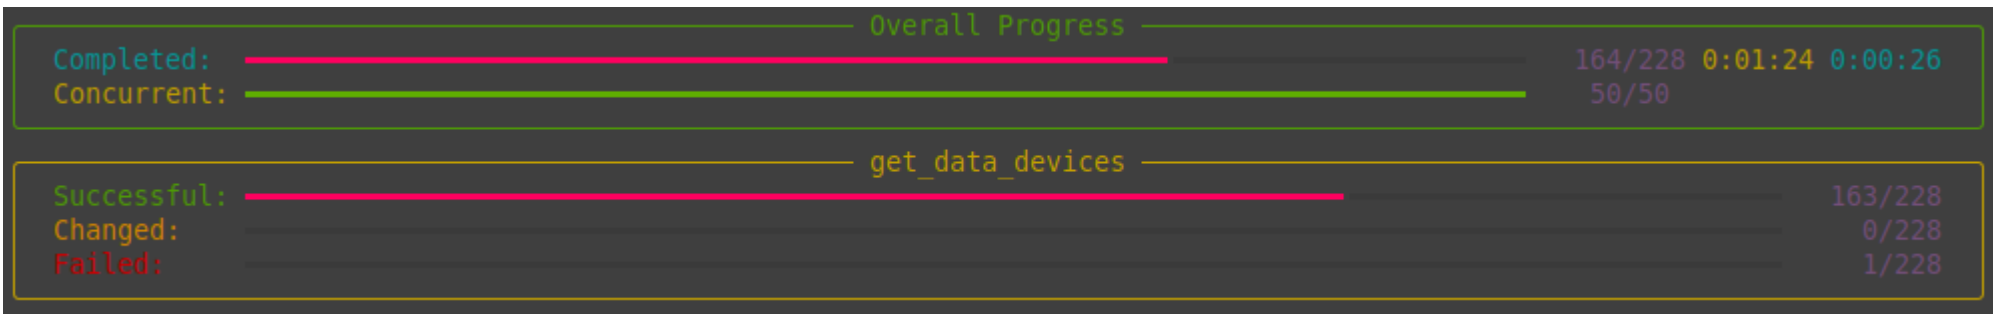 Overall Progress
Completed: 164/228 0:01:24 0:00:26
Concurrent: 50/50
get_data_devices
Successful: 163/228
Changed: 0/228
Failed: 1/228